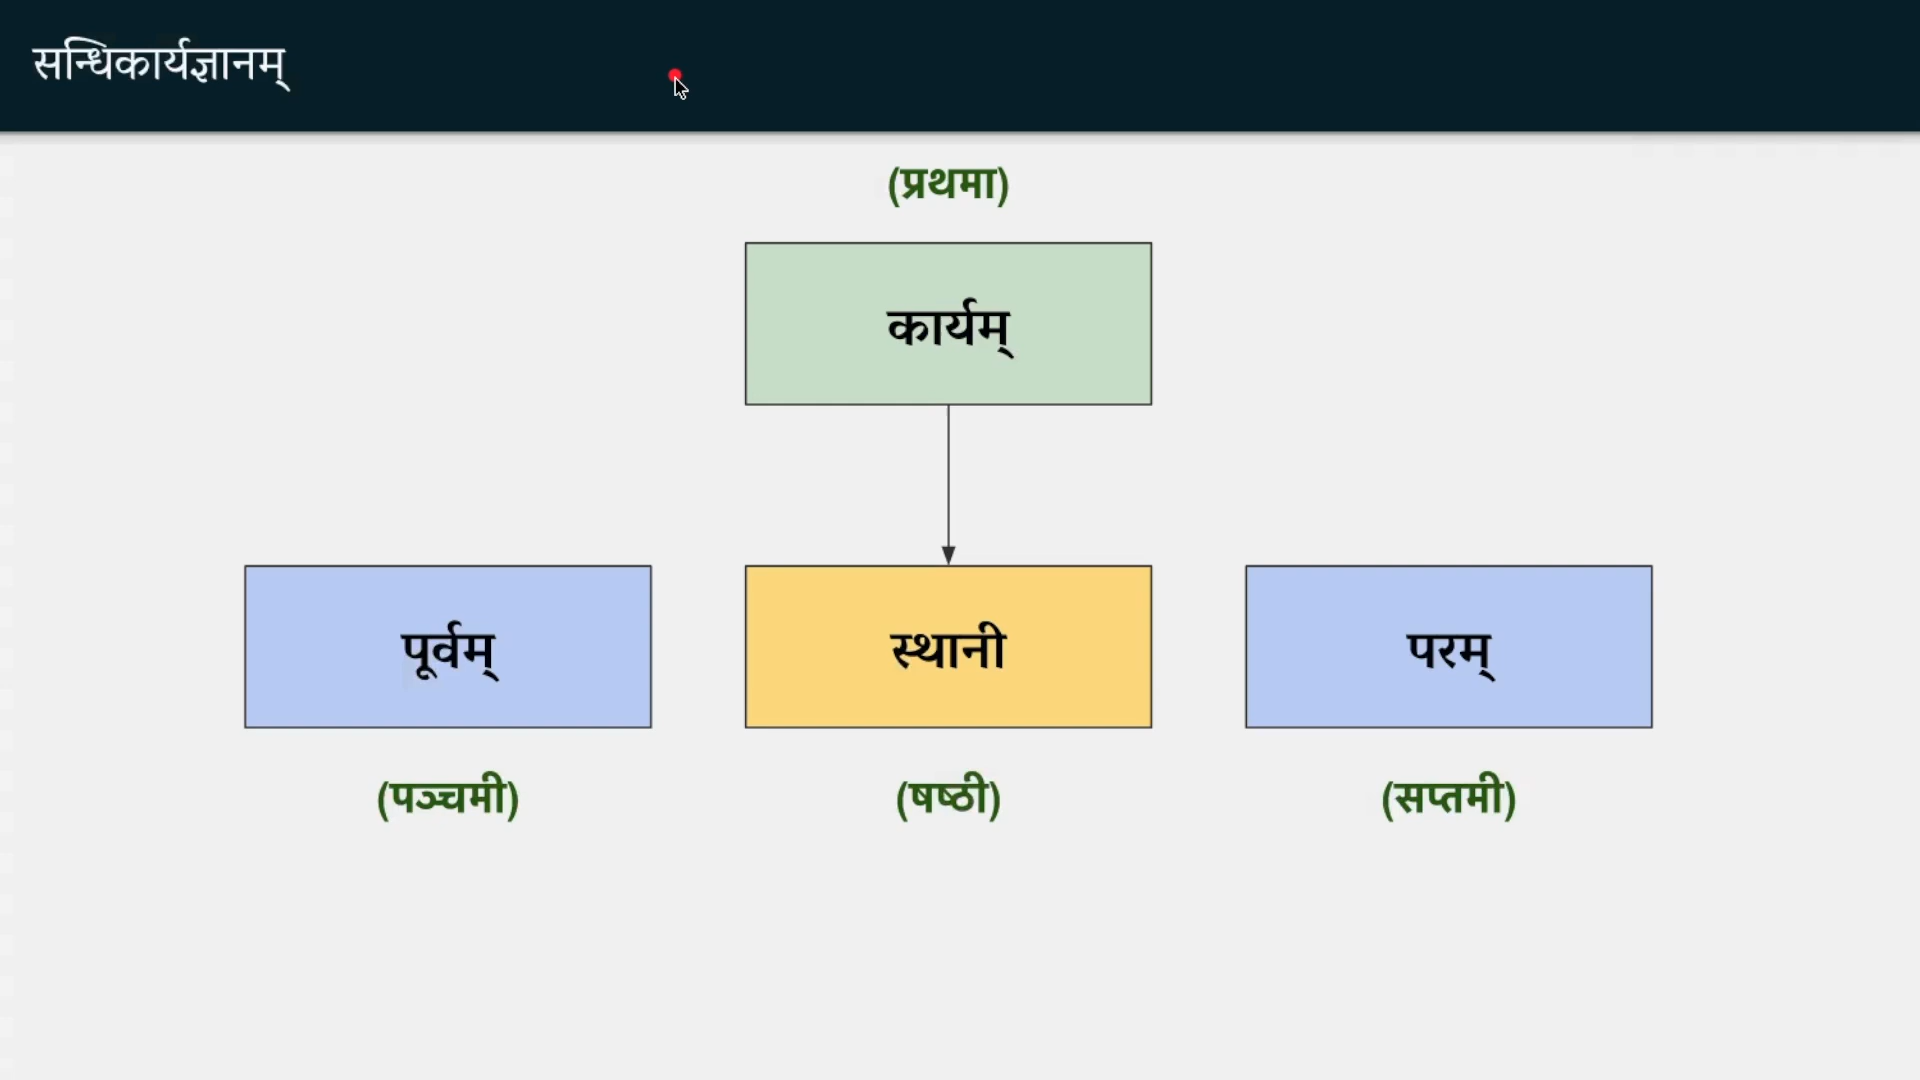 सन्धिकार्यज्ञानम्
(प्रथमा)
कार्यम्
पूर्वम्
स्थानी
परम्
(पञ्चमी)
(षष्ठी)
(सप्तमी)